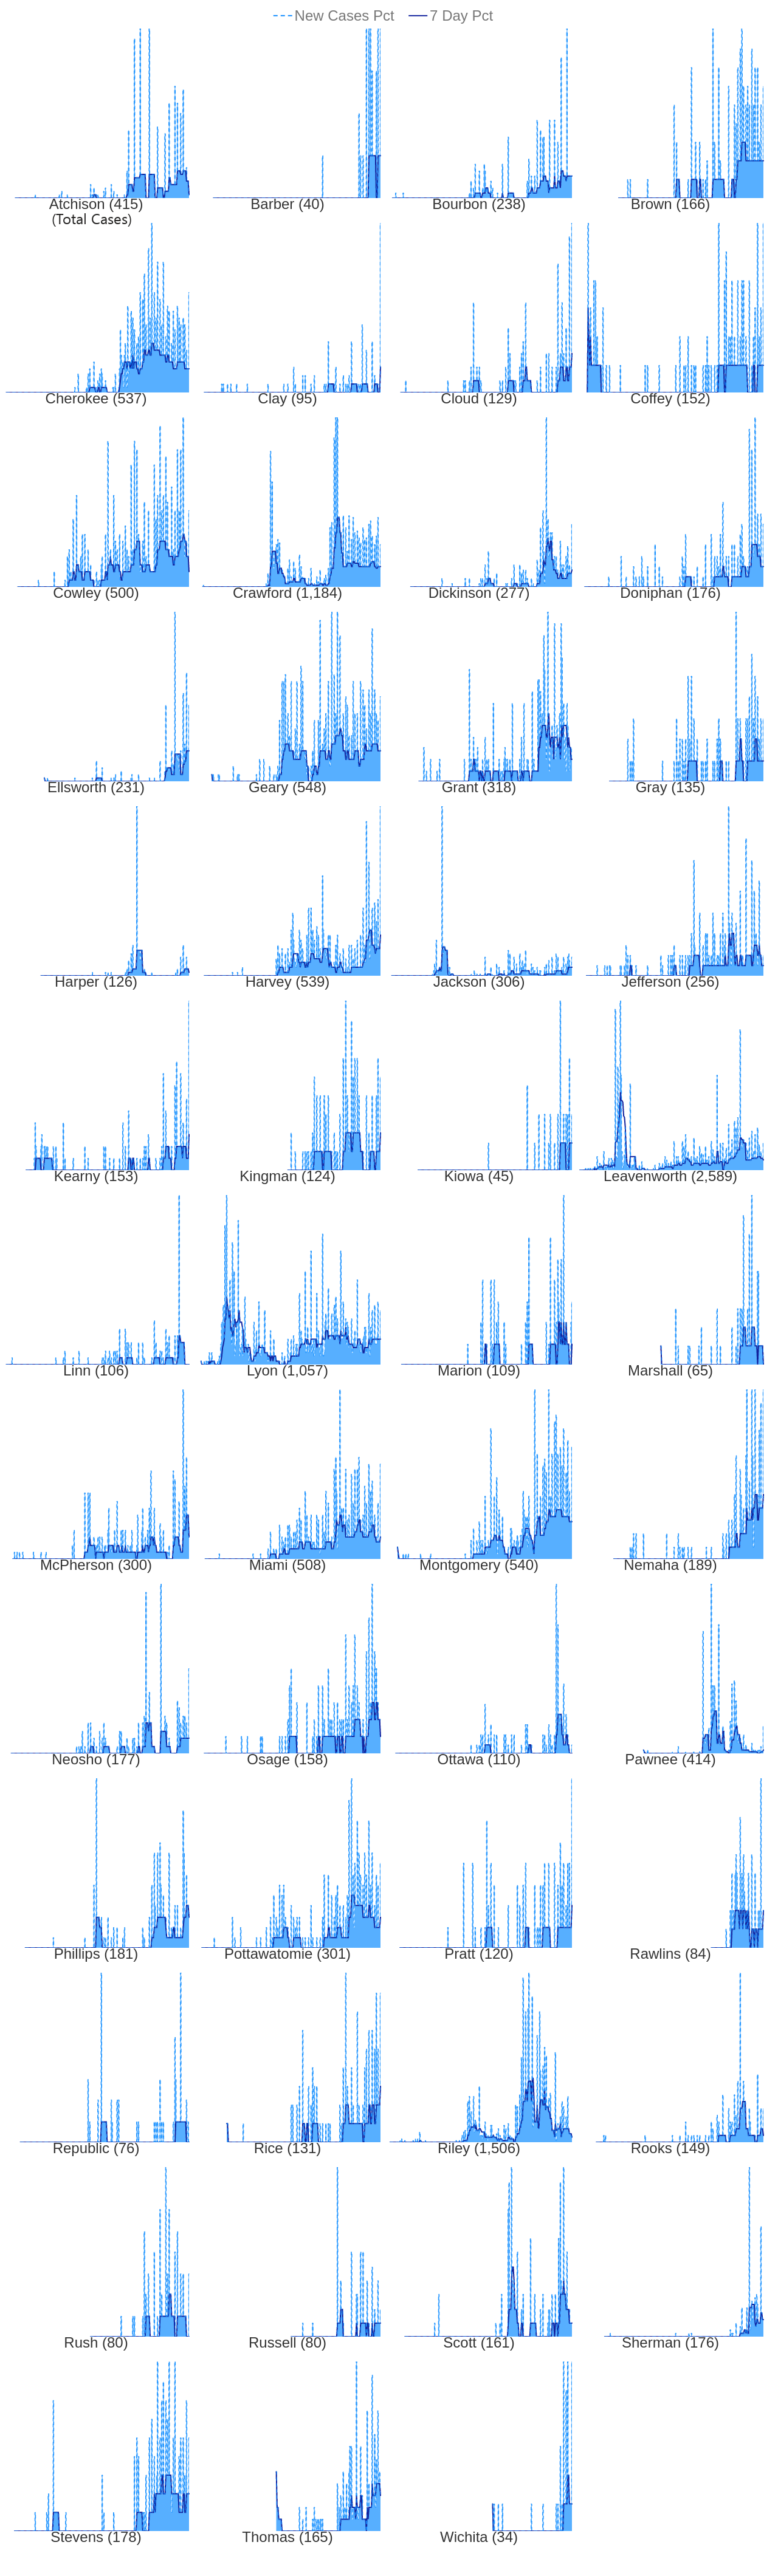 New Cases Pct 7 Day Pct
Atchison (415) Barber (40) Bourbon (238) Brown (166)
(Total Cases)
Cherokee (537) Clay (95) Cloud (129) Coffey (152)
Cowley (500) Crawford (1,184) Dickinson (277) Doniphan (176)
Ellsworth (231) Geary (548) Grant (318) Gray (135)
Harper (126) Harvey (539) Jackson (306) Jefferson (256)
Kearny (153) Kingman (124) Kiowa (45) Leavenworth (2,589)
Linn (106) Lyon (1,057) Marion (109) Marshall (65)
McPherson (300) Miami (508) Montgomery (540) Nemaha (189)
Neosho (177) Osage (158) Ottawa (110) Pawnee (414)
Phillips (181) Pottawatomie (301) Pratt (120) Rawlins (84)
Republic (76) Rice (131) Riley (1,506) Rooks (149)
Rush (80) Russell (80) Scott (161) Sherman (176)
Stevens (178) Thomas (165) Wichita (34)